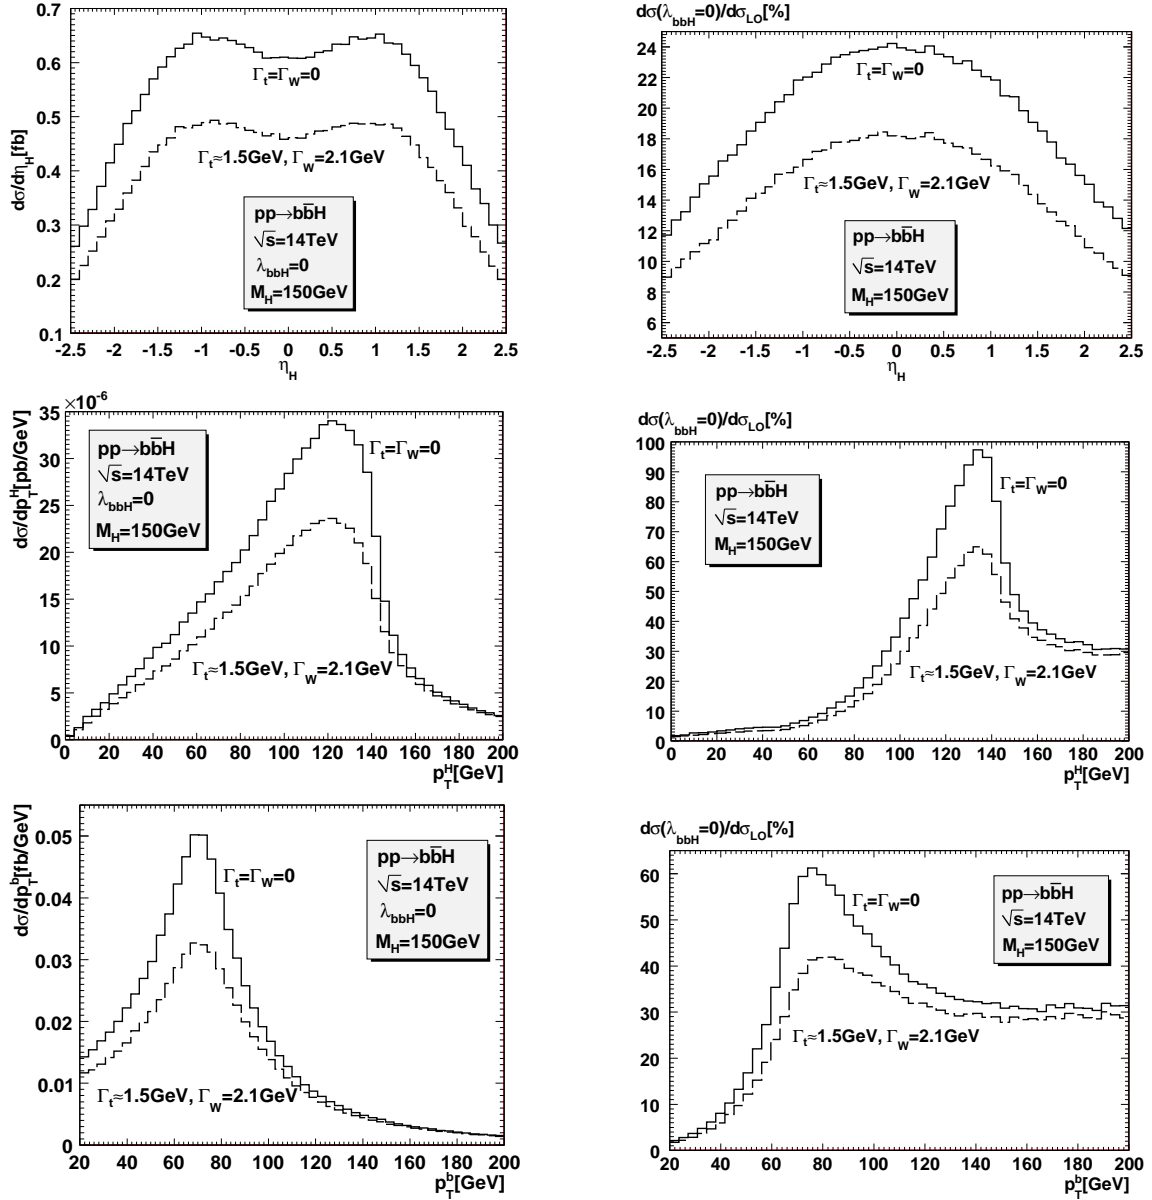 0.7
0.6
0.5
0.4
0.3
0.2
0.1
dσ/dη_H[fb]
Γ_t=Γ_W=0
Γ_t≈1.5GeV, Γ_W=2.1GeV
pp→bb̅H
√s=14TeV
λ_bbH=0
M_H=150GeV
-2.5 -2 -1.5 -1 -0.5 0 0.5 1 1.5 2 2.5
η_H
dσ(λ_bbH=0)/dσ_LO[%]
24
22
20
18
16
14
12
10
8
6
Γ_t=Γ_W=0
Γ_t≈1.5GeV, Γ_W=2.1GeV
pp→bb̅H
√s=14TeV
M_H=150GeV
-2.5 -2 -1.5 -1 -0.5 0 0.5 1 1.5 2 2.5
η_H
×10^-6
35
30
25
20
15
10
5
0
dσ/dp_T^H[pb/GeV]
pp→bb̅H
√s=14TeV
λ_bbH=0
M_H=150GeV
Γ_t=Γ_W=0
Γ_t≈1.5GeV, Γ_W=2.1GeV
0 20 40 60 80 100 120 140 160 180 200
p_T^H[GeV]
dσ(λ_bbH=0)/dσ_LO[%]
100
90
80
70
60
50
40
30
20
10
0
pp→bb̅H
√s=14TeV
M_H=150GeV
Γ_t=Γ_W=0
Γ_t≈1.5GeV, Γ_W=2.1GeV
0 20 40 60 80 100 120 140 160 180 200
p_T^H[GeV]
0.05
0.04
0.03
0.02
0.01
0
dσ/dp_T^b[fb/GeV]
Γ_t=Γ_W=0
pp→bb̅H
√s=14TeV
λ_bbH=0
M_H=150GeV
Γ_t≈1.5GeV, Γ_W=2.1GeV
20 40 60 80 100 120 140 160 180 200
p_T^b[GeV]
dσ(λ_bbH=0)/dσ_LO[%]
60
50
40
30
20
10
0
Γ_t=Γ_W=0
pp→bb̅H
√s=14TeV
M_H=150GeV
Γ_t≈1.5GeV, Γ_W=2.1GeV
20 40 60 80 100 120 140 160 180 200
p_T^b[GeV]